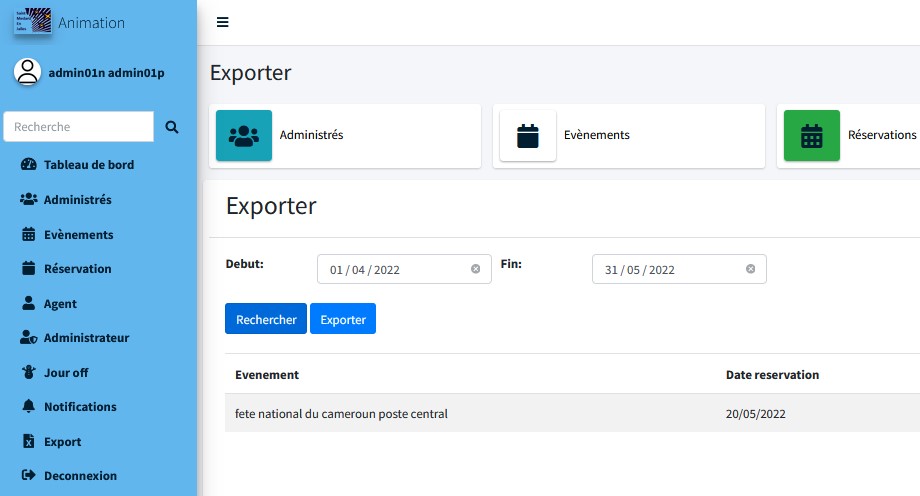 Animation
admin01n admin01p
Recherche
Tableau de bord
Administrés
Evènements
Réservation
Agent
Administrateur
Jour off
Notifications
Export
Deconnexion
Exporter
Administrés
Evènements
Réservations
Exporter
Debut: 01 / 04 / 2022 Fin: 31 / 05 / 2022
Rechercher Exporter
Evenement Date reservation
fete national du cameroun poste central 20/05/2022